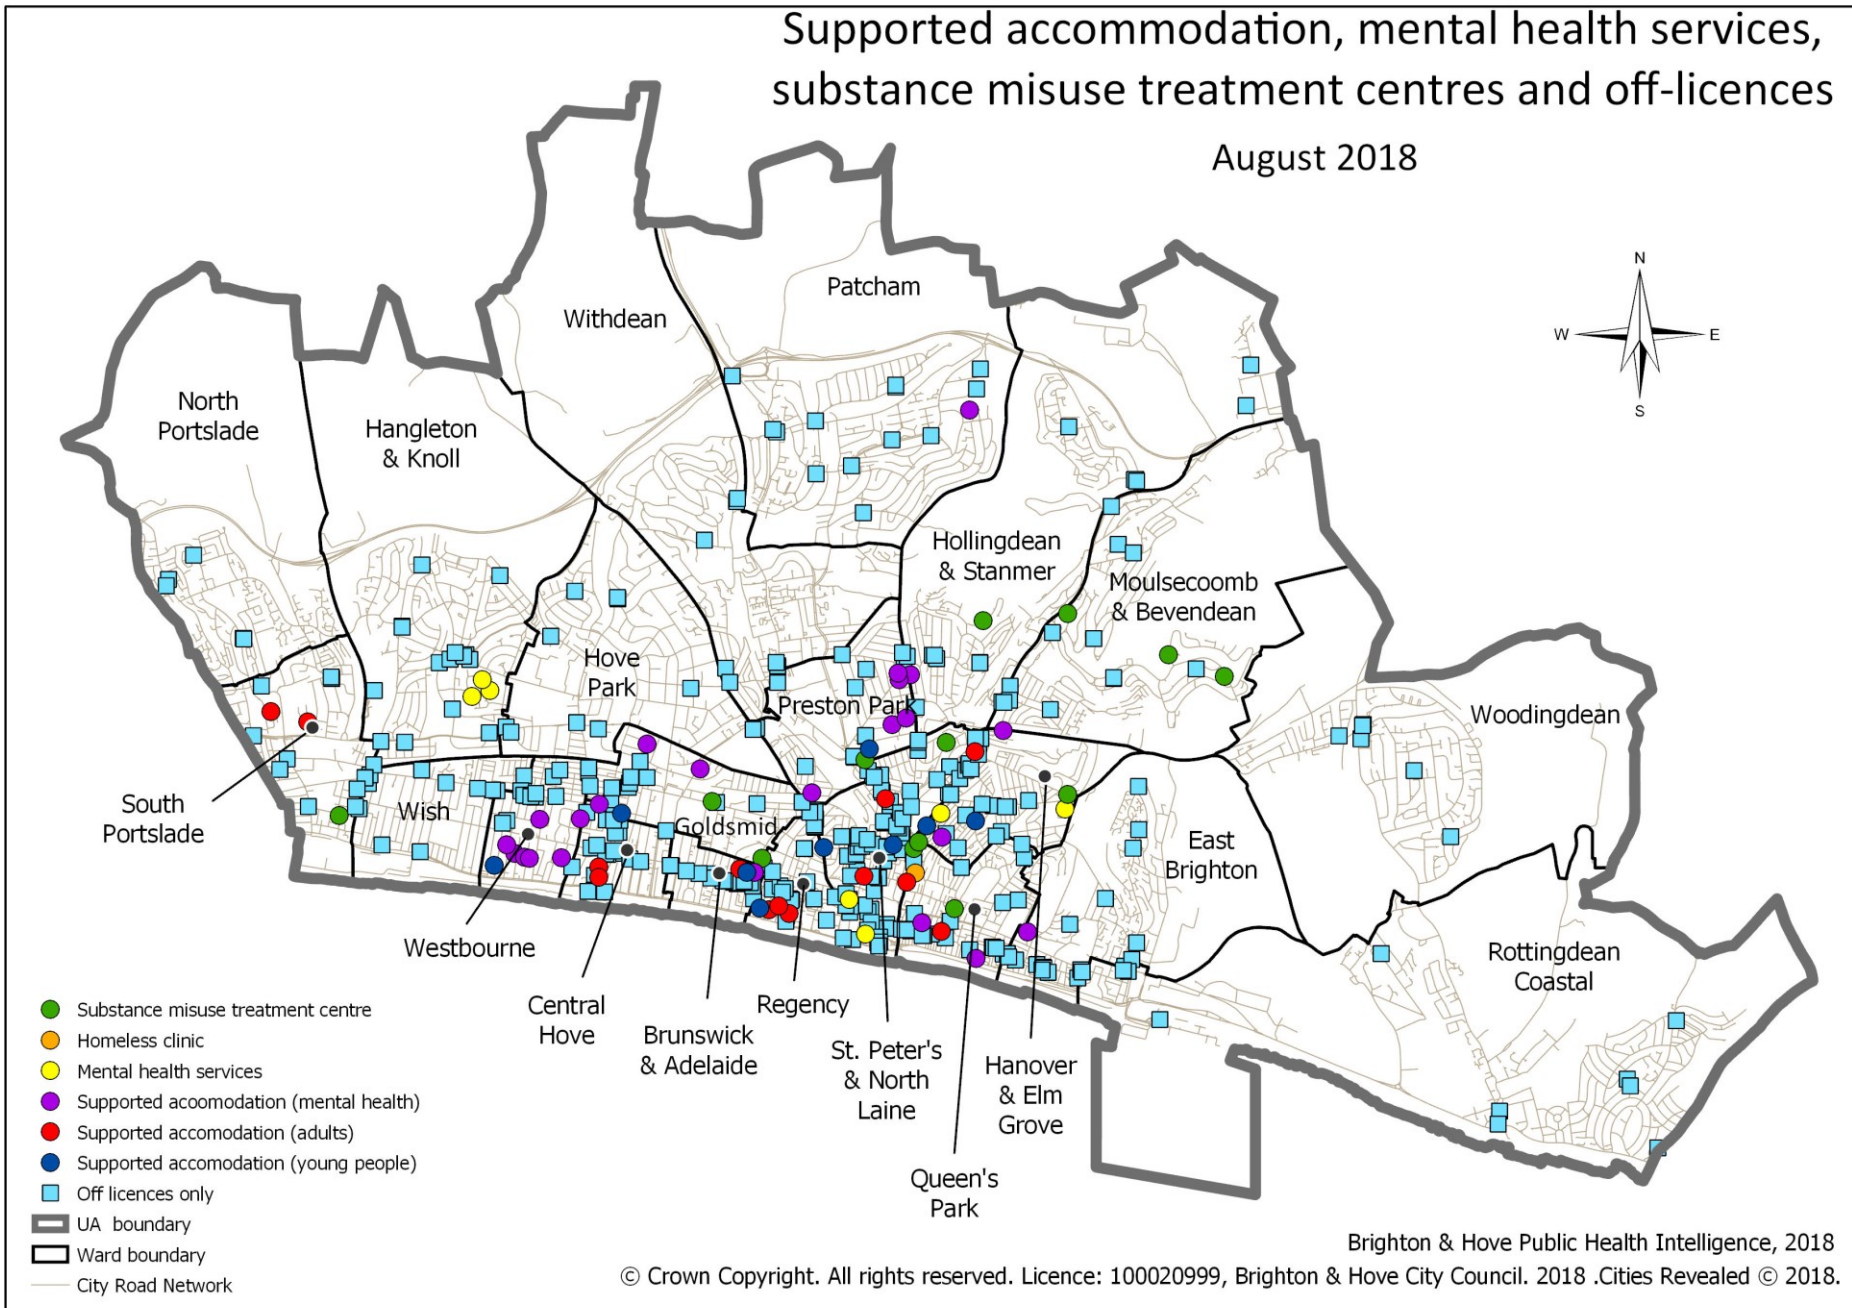 Supported accommodation, mental health services,
substance misuse treatment centres and off-licences
August 2018
N
W
E
S
Patcham
Withdean
North
Portslade
Hangleton
& Knoll
Hollingdean
& Stanmer
Moulsecoomb
& Bevendean
Hove
Park
Preston Park
Woodingdean
South
Portslade
Wish
Goldsmid
East
Brighton
Westbourne
Rottingdean
Coastal
Central
Hove
Brunswick
& Adelaide
Regency
St. Peter's
& North
Laine
Hanover
& Elm
Grove
Queen's
Park
Substance misuse treatment centre
Homeless clinic
Mental health services
Supported acoomodation (mental health)
Supported accomodation (adults)
Supported accomodation (young people)
Off licences only
UA boundary
Ward boundary
City Road Network
Brighton & Hove Public Health Intelligence, 2018
© Crown Copyright. All rights reserved. Licence: 100020999, Brighton & Hove City Council. 2018 .Cities Revealed © 2018.